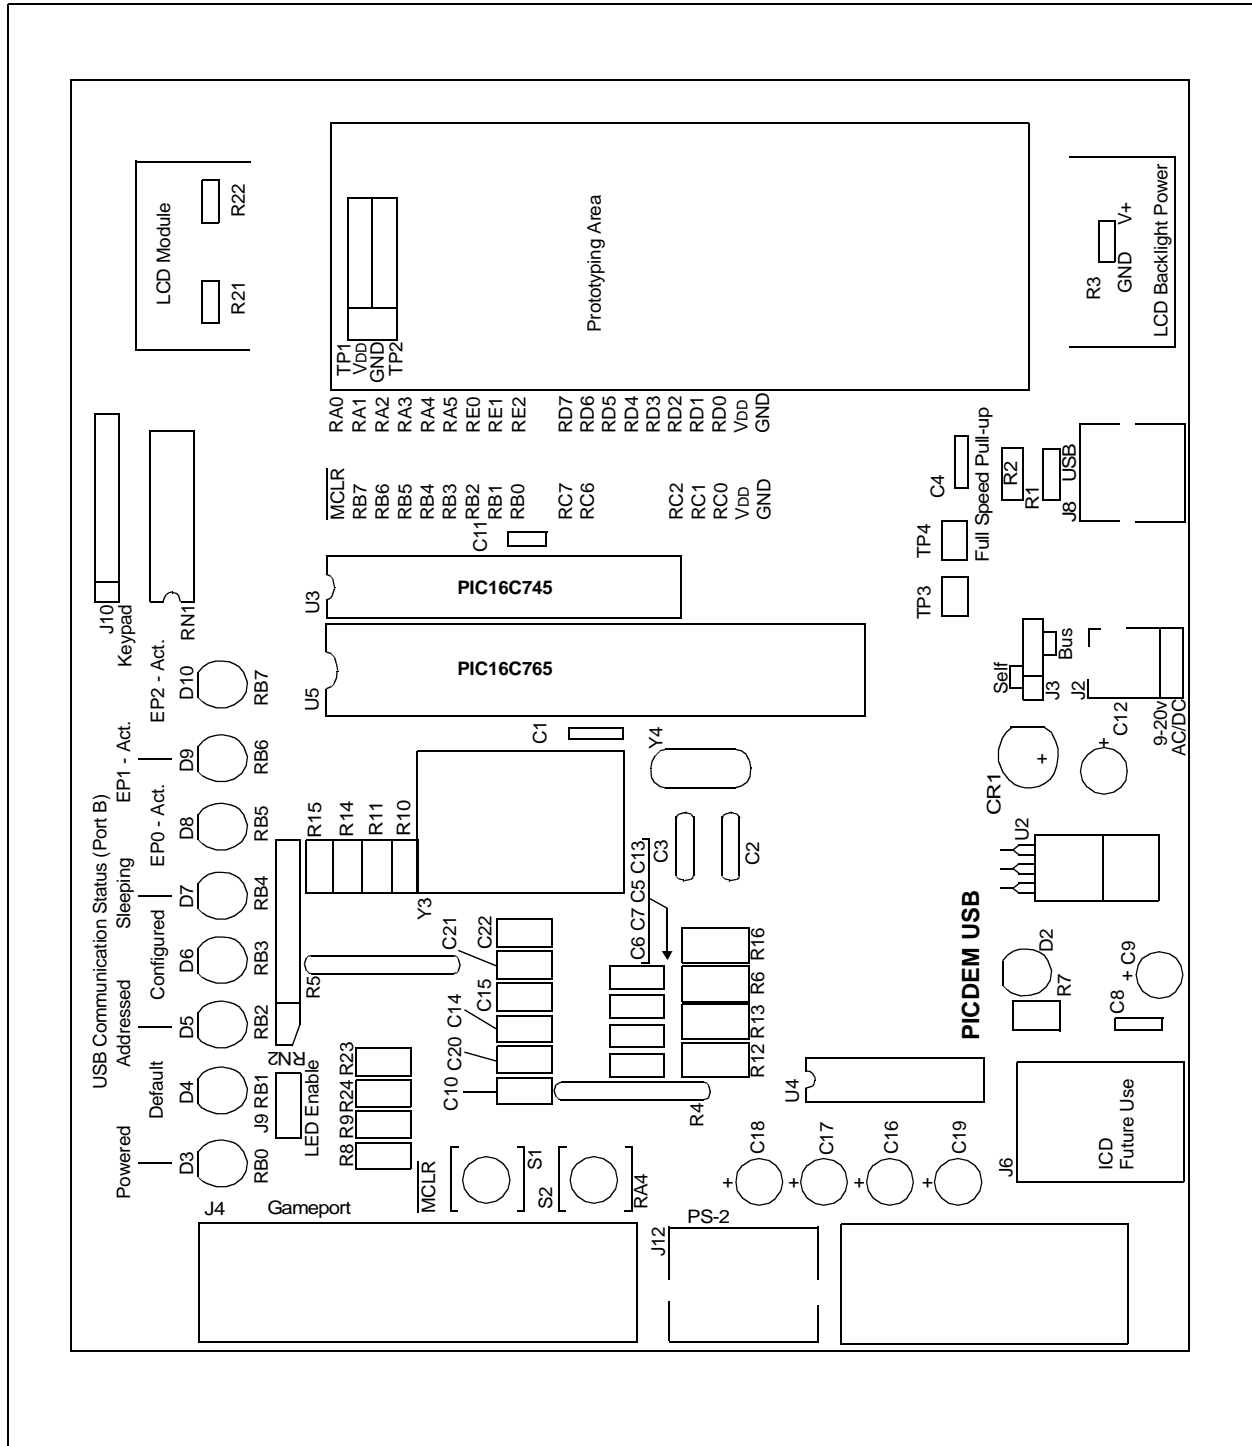 LCD Module
R22
R21
Prototyping Area
TP1
VDD
GND
TP2
R3
GND
V+
LCD Backlight Power
RA0
RA1
RA2
RA3
RA4
RA5
RE0
RE1
RE2
RD7
RD6
RD5
RD4
RD3
RD2
RD1
RD0
VDD
GND
MCLR
RB7
RB6
RB5
RB4
RB3
RB2
RB1
RB0
RC7
RC6
RC2
RC1
RC0
VDD
GND
C11
C4
Full Speed Pull-up
R2
R1
USB
J8
TP4
TP3
J10
Keypad
RN1
U3
PIC16C745
U5
PIC16C765
Self
Bus
J3
J2
9-20v
AC/DC
C12
+
CR1
+
USB Communication Status (Port B)
Powered
Default
Addressed
Configured
Sleeping
EP0 - Act.
EP1 - Act.
EP2 - Act.
D3
D4
D5
D6
D7
D8
D9
D10
RB0
RB1
RB2
RB3
RB4
RB5
RB6
RB7
C1
Y4
R15
R14
R11
R10
Y3
C3
C2
C6 C7 C5 C13
U2
C21
C22
C15
C14
C20
C10
R5
RN2
J9
LED Enable
R23
R24
R9
R8
R16
R6
R13
R12
R4
PICDEM USB
D2
R7
+ C9
C8
U4
MCLR
S1
S2
RA4
+ C18
+ C17
+ C16
+ C19
J6
ICD
Future Use
J4
Gameport
J12
PS-2